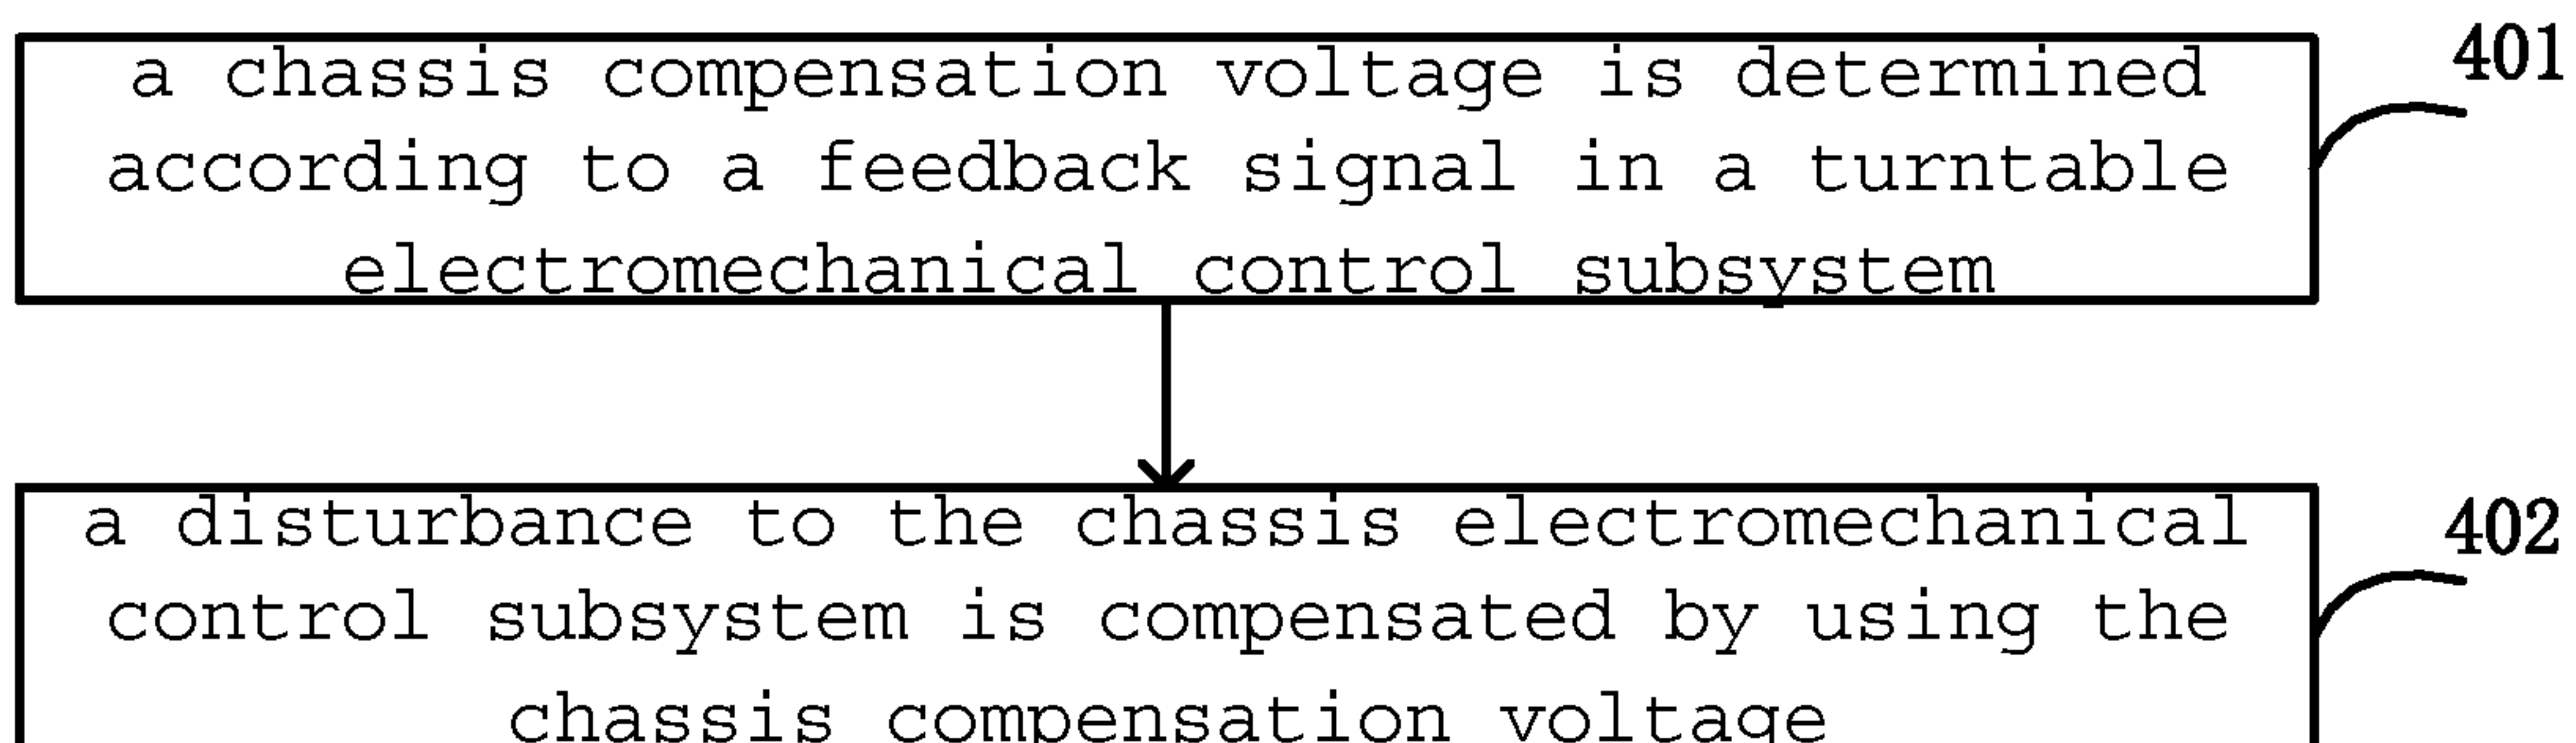 a chassis compensation voltage is determined
401
according to a feedback signal in a turntable
electromechanical control subsystem
a disturbance to the chassis electromechanical
402
control subsystem is compensated by using the
chassis compensation voltage